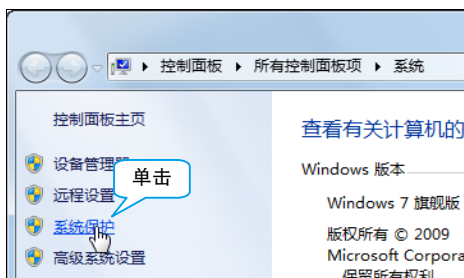 控制面板 ▸ 所有控制面板项 ▸ 系统
控制面板主页
设备管理
远程设置
系统保护
高级系统设置
单击
查看有关计算机的
Windows 版本
Windows 7 旗舰版
版权所有 © 2009
Microsoft Corpora
保留所有权利